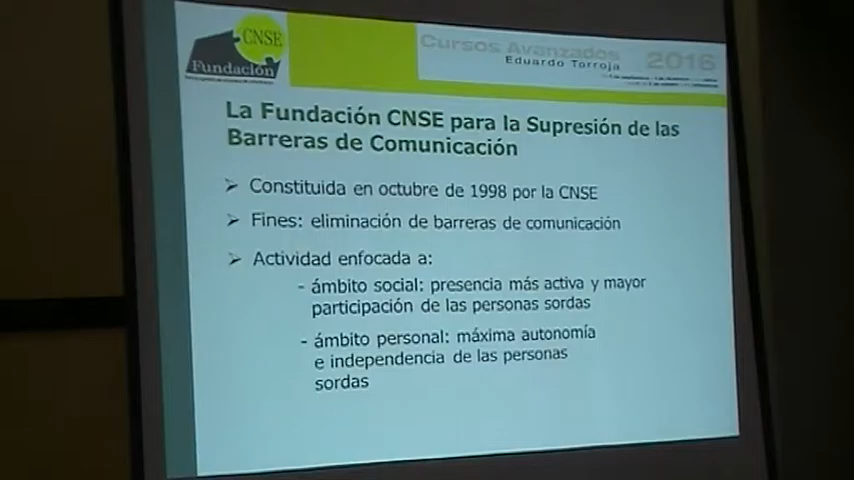 CNSE
Fundación
Cursos Avanzados
Eduardo Torroja
2016
La Fundación CNSE para la Supresión de las
Barreras de Comunicación
➢ Constituida en octubre de 1998 por la CNSE
➢ Fines: eliminación de barreras de comunicación
➢ Actividad enfocada a:
- ámbito social: presencia más activa y mayor
participación de las personas sordas
- ámbito personal: máxima autonomía
e independencia de las personas
sordas